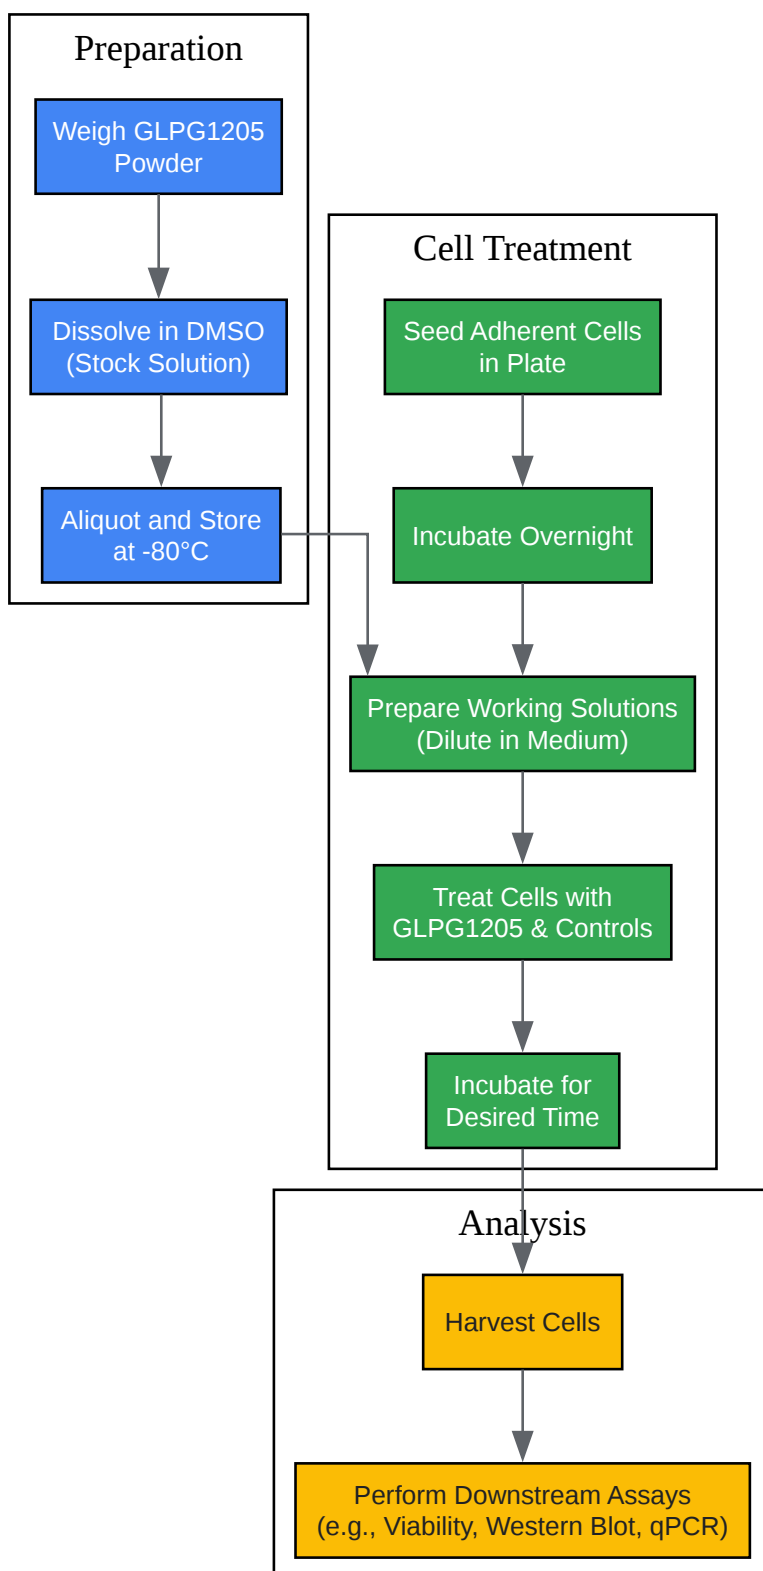 Preparation
Weigh GLPG1205
Powder
Dissolve in DMSO
(Stock Solution)
Aliquot and Store
at -80°C
Cell Treatment
Seed Adherent Cells
in Plate
Incubate Overnight
Prepare Working Solutions
(Dilute in Medium)
Treat Cells with
GLPG1205 & Controls
Incubate for
Desired Time
Analysis
Harvest Cells
Perform Downstream Assays
(e.g., Viability, Western Blot, qPCR)